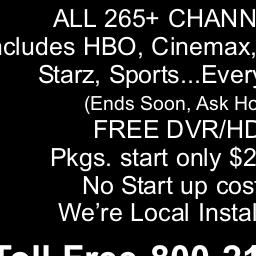 ALL 265+ CHANN
ncludes HBO, Cinemax,
Starz, Sports...Every
(Ends Soon, Ask Ho
FREE DVR/HD
Pkgs. start only $2
No Start up cos
We're Local Instal
Toll Free 800-21